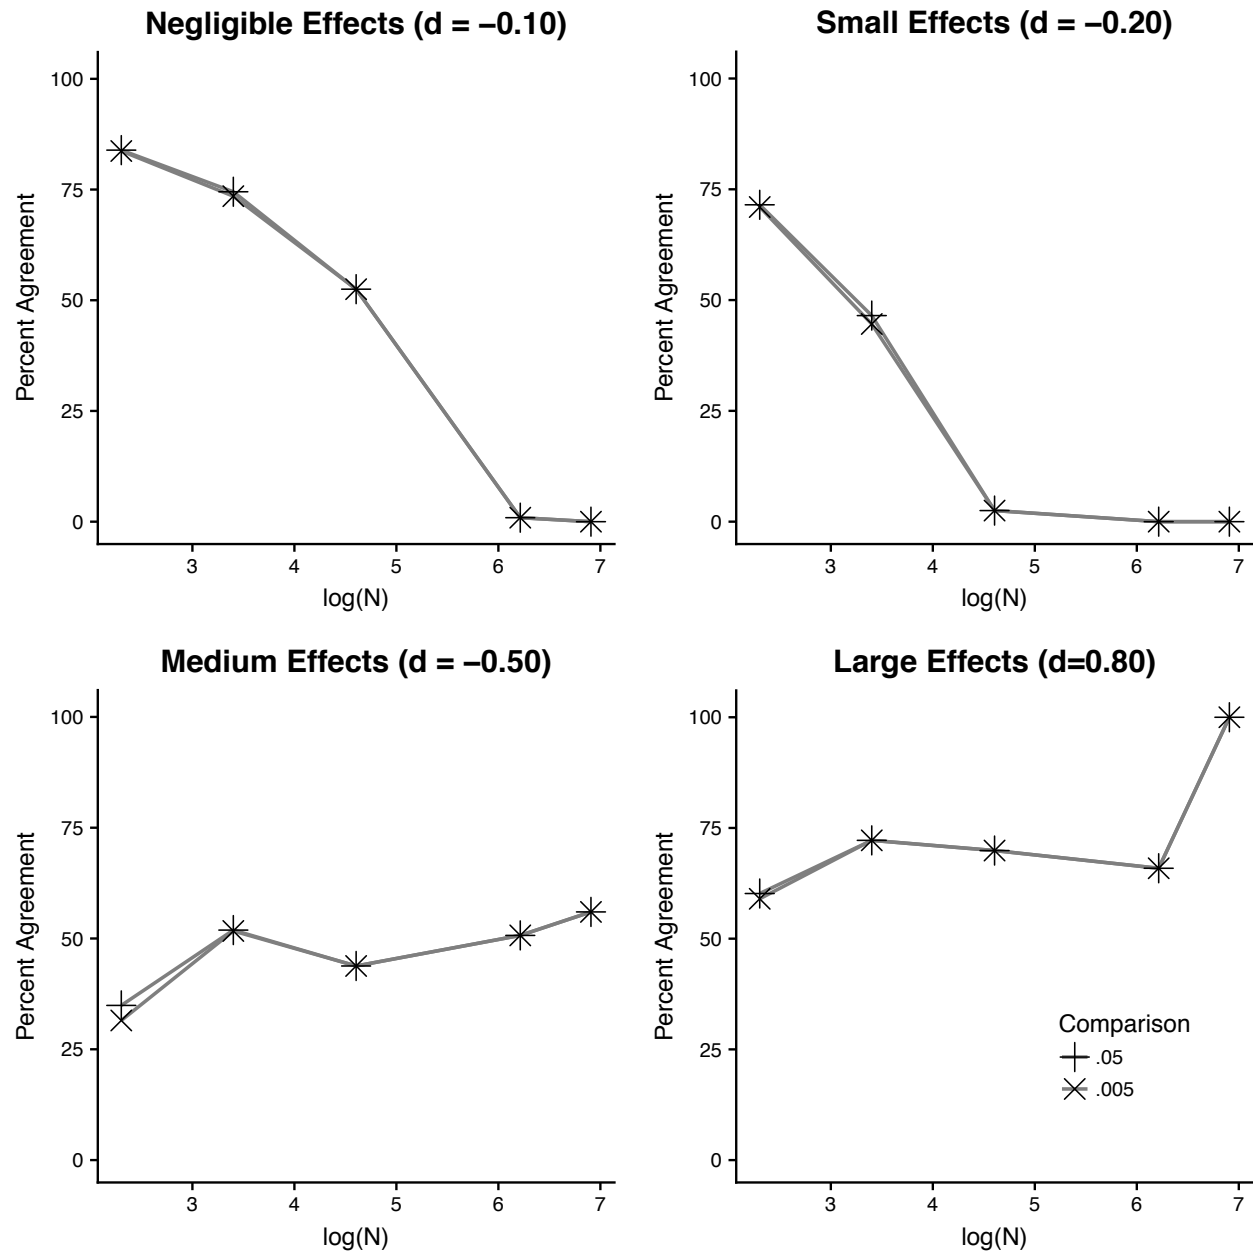 Negligible Effects (d = −0.10)
Percent Agreement
100
75
50
25
0
3 4 5 6 7
log(N)
Small Effects (d = −0.20)
Percent Agreement
100
75
50
25
0
3 4 5 6 7
log(N)
Medium Effects (d = −0.50)
Percent Agreement
100
75
50
25
0
3 4 5 6 7
log(N)
Large Effects (d=0.80)
Percent Agreement
100
75
50
25
0
Comparison
.05
.005
3 4 5 6 7
log(N)